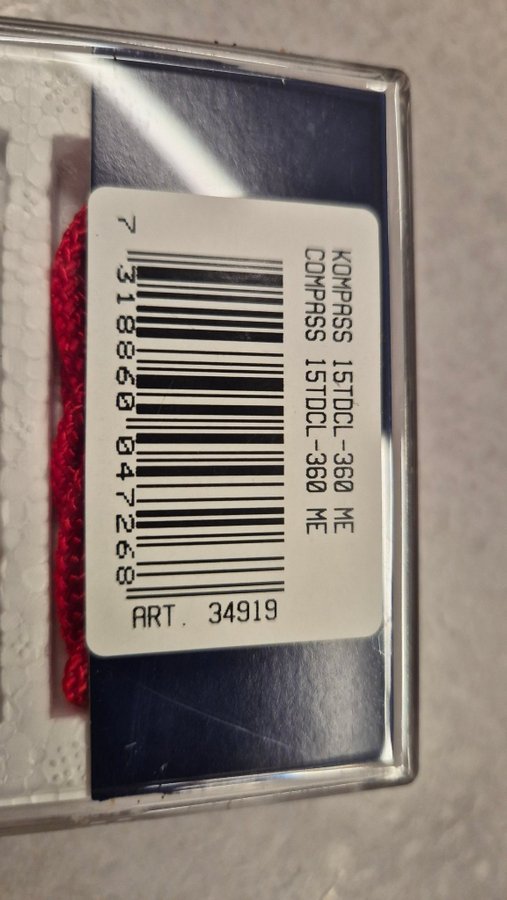 KOMPASS 15TDCL-360 ME
COMPASS 15TDCL-360 ME
7 318860 047268
ART. 34919